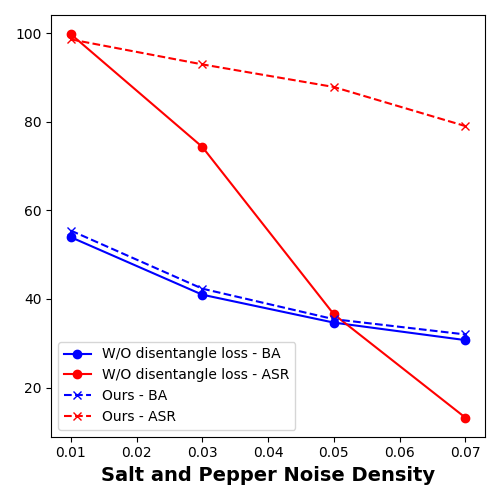 100
80
60
40
20
W/O disentangle loss - BA
W/O disentangle loss - ASR
Ours - BA
Ours - ASR
0.01 0.02 0.03 0.04 0.05 0.06 0.07
Salt and Pepper Noise Density